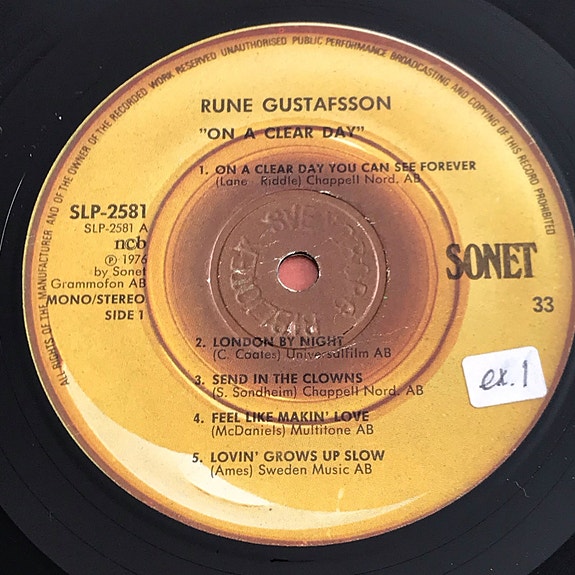 ALL RIGHTS OF THE MANUFACTURER AND OF THE OWNER OF THE RECORDED WORK RESERVED UNAUTHORISED PUBLIC PERFORMANCE BROADCASTING AND COPYING OF THIS RECORD PROHIBITED
RUNE GUSTAFSSON
"ON A CLEAR DAY"
1. ON A CLEAR DAY YOU CAN SEE FOREVER
(Lane - Riddle) Chappell Nord. AB
SLP-2581
SLP-2581 A
ncb
Ⓟ 1976
by Sonet
Grammofon AB
MONO/STEREO
SIDE 1
SONET
33
2. LONDON BY NIGHT
(C. Coates) Universalfilm AB
3. SEND IN THE CLOWNS
(S. Sondheim) Chappell Nord. AB
4. FEEL LIKE MAKIN' LOVE
(McDaniels) Multitone AB
5. LOVIN' GROWS UP SLOW
(Ames) Sweden Music AB
ex.1